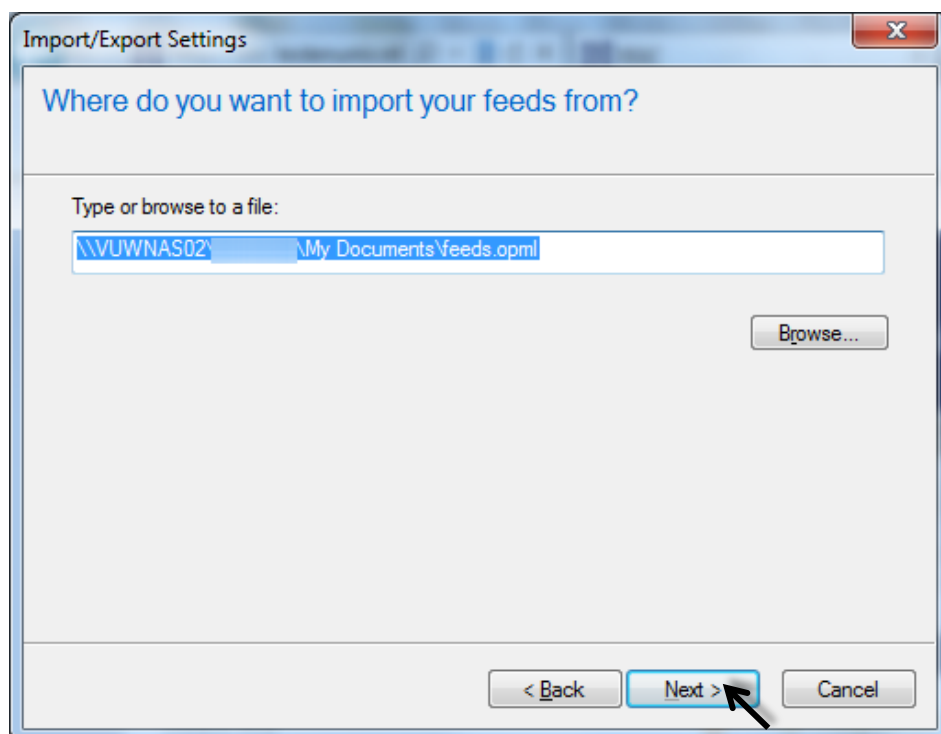 Import/Export Settings
Where do you want to import your feeds from?
Type or browse to a file:
\\VUWNAS02\ \My Documents\feeds.opml
Browse...
< Back Next > Cancel